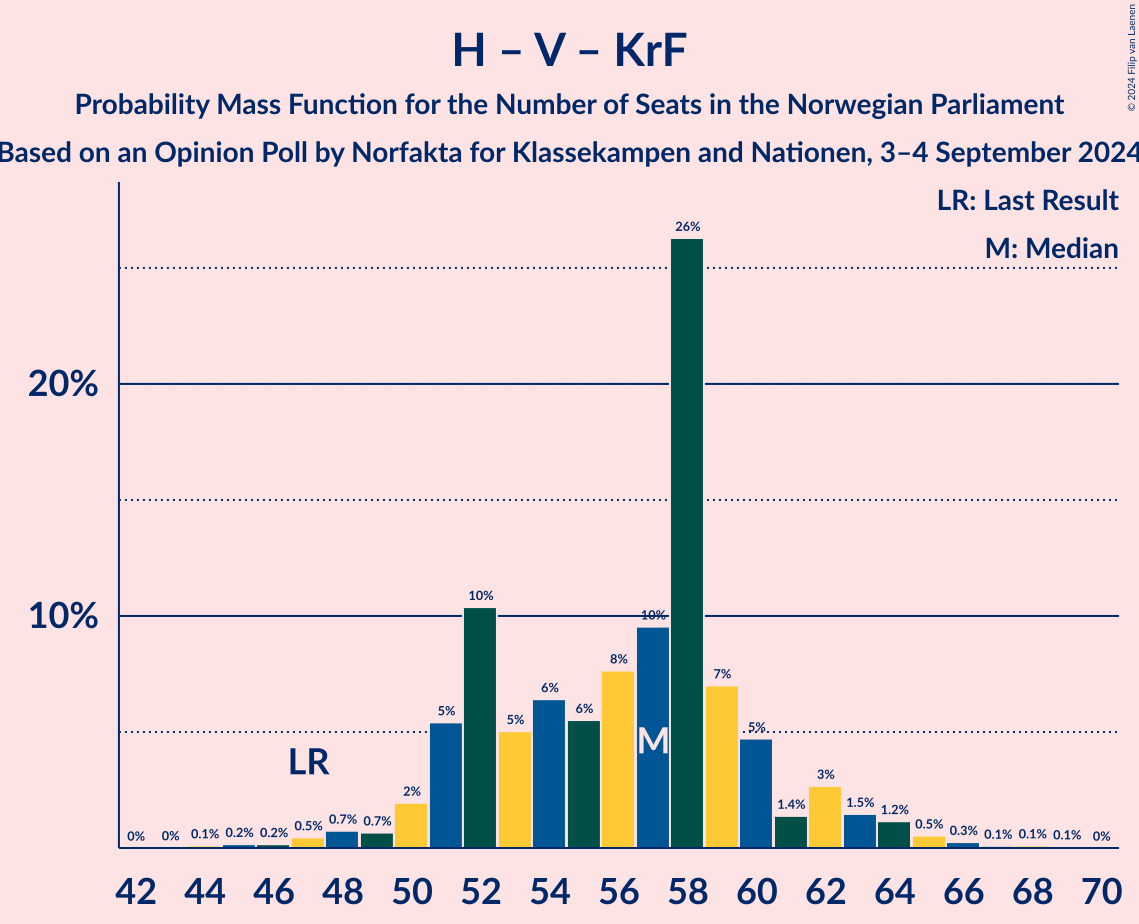 H – V – KrF
Probability Mass Function for the Number of Seats in the Norwegian Parliament
Based on an Opinion Poll by Norfakta for Klassekampen and Nationen, 3–4 September 2024
© 2024 Filip van Laenen
LR: Last Result
M: Median
20%
10%
0% 0% 0.1% 0.2% 0.2% 0.5% 0.7% 0.7% 2% 5% 10% 5% 6% 6% 8% 10% 26% 7% 5% 1.4% 3% 1.5% 1.2% 0.5% 0.3% 0.1% 0.1% 0.1% 0%
LR
M
42 44 46 48 50 52 54 56 58 60 62 64 66 68 70